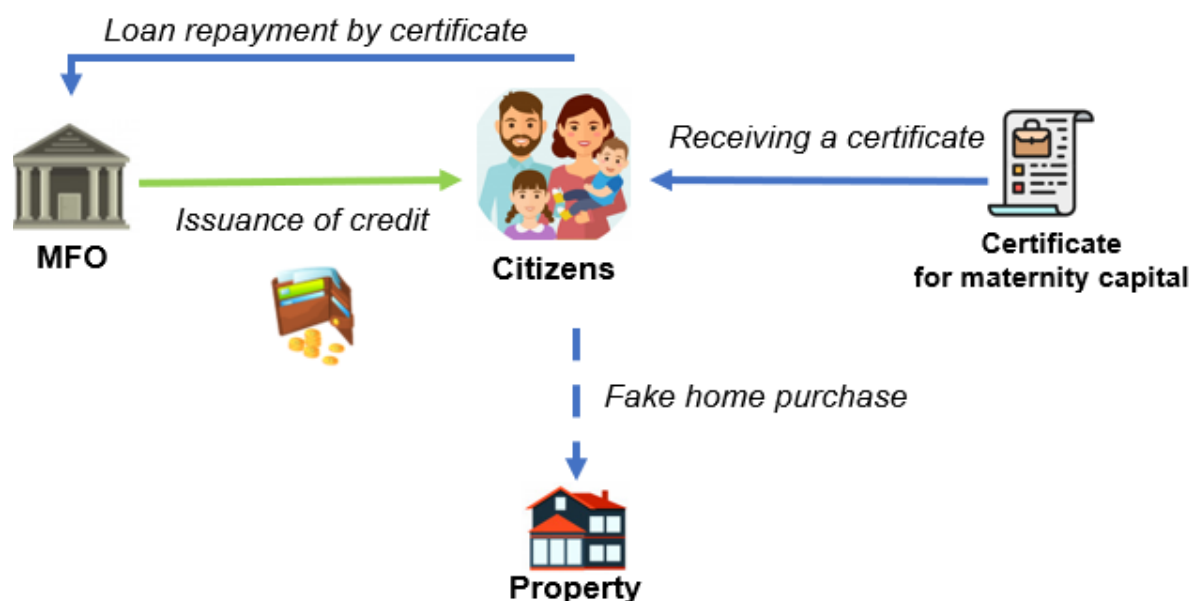 Loan repayment by certificate
Receiving a certificate
Issuance of credit
MFO
Citizens
Certificate
for maternity capital
Fake home purchase
Property